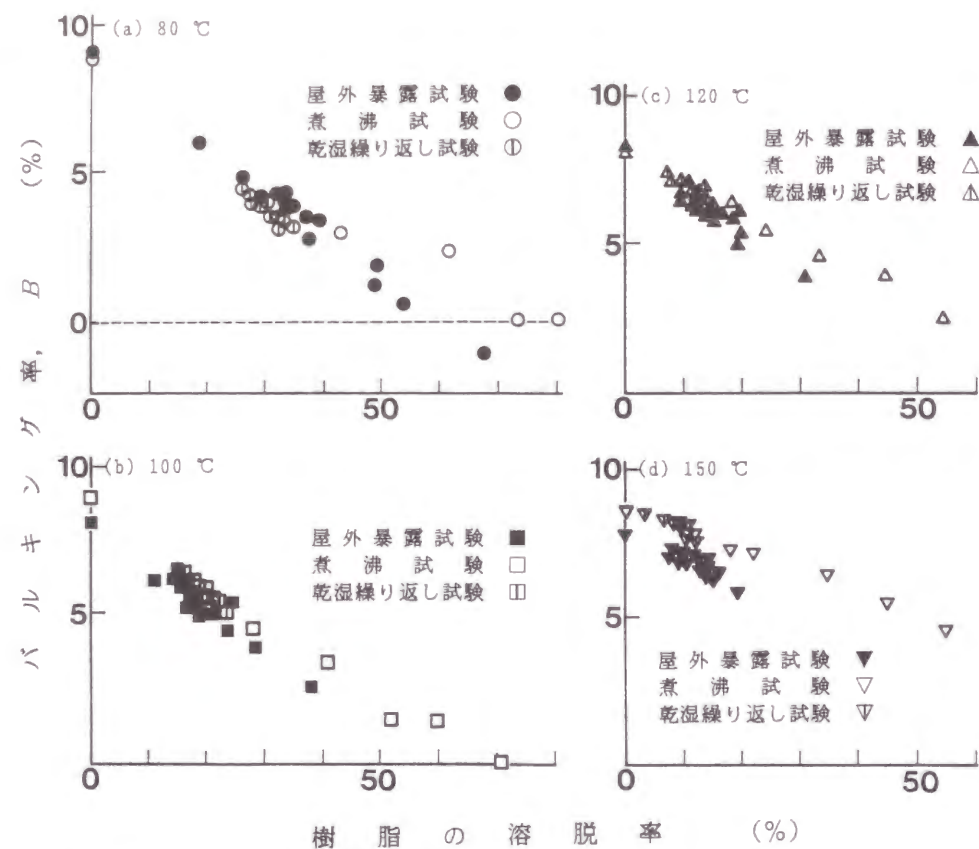 バルキング率, B (%)
10
(a) 80 ℃
屋外暴露試験 ●
煮沸試験 ○
乾湿繰り返し試験 ⦶
5
0
0
50
10
(c) 120 ℃
屋外暴露試験 ▲
煮沸試験 △
乾湿繰り返し試験 ◬
5
0
50
10
(b) 100 ℃
屋外暴露試験 ■
煮沸試験 □
乾湿繰り返し試験 ◫
5
0
50
10
(d) 150 ℃
5
屋外暴露試験 ▼
煮沸試験 ▽
乾湿繰り返し試験
0
50
樹脂の溶脱率 (%)